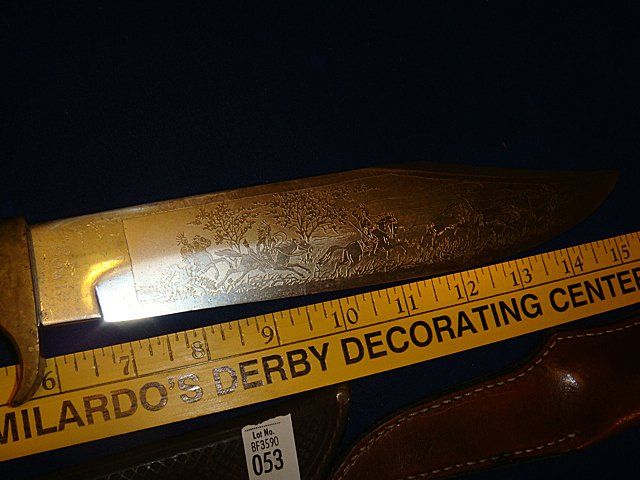 6 7 8 9 10 11 12 13 14 15
MILARDO'S DERBY DECORATING CENTER
Lot No.
BF3590
053